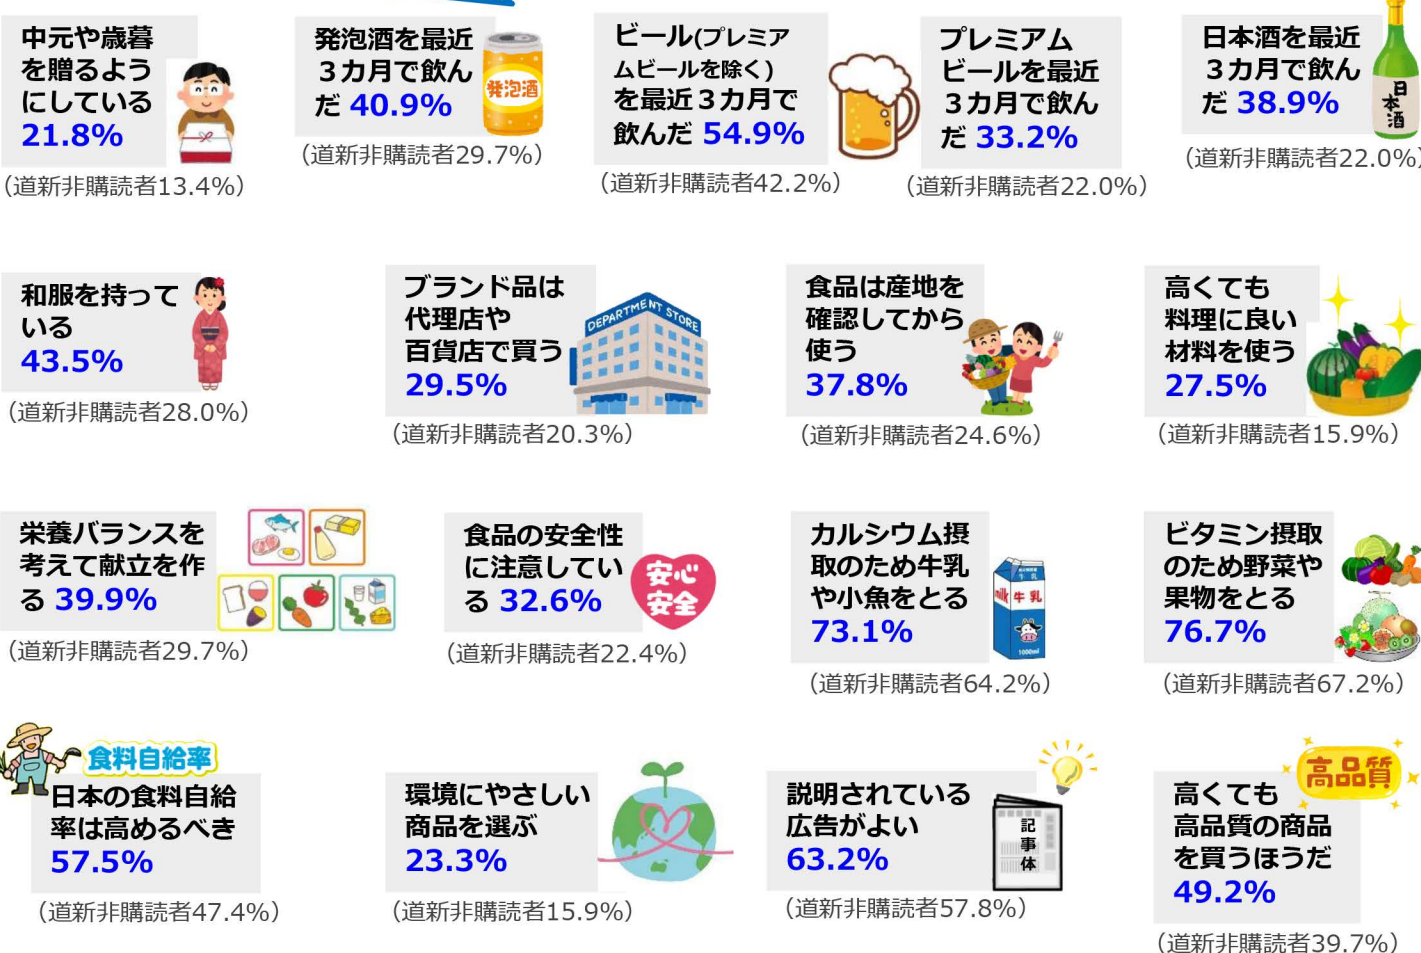 中元や歳暮
を贈るよう
にしている
21.8%
(道新非購読者13.4%)
発泡酒を最近
３カ月で飲ん
だ 40.9%
発泡酒
(道新非購読者29.7%)
ビール(プレミア
ムビールを除く)
を最近３カ月で
飲んだ 54.9%
(道新非購読者42.2%)
プレミアム
ビールを最近
３カ月で飲ん
だ 33.2%
(道新非購読者22.0%)
日本酒を最近
３カ月で飲ん
だ 38.9%
日本酒
(道新非購読者22.0%)
和服を持って
いる
43.5%
(道新非購読者28.0%)
ブランド品は
代理店や
百貨店で買う
29.5%
DEPARTMENT STORE
(道新非購読者20.3%)
食品は産地を
確認してから
使う
37.8%
(道新非購読者24.6%)
高くても
料理に良い
材料を使う
27.5%
(道新非購読者15.9%)
栄養バランスを
考えて献立を作
る 39.9%
(道新非購読者29.7%)
食品の安全性
に注意してい
る 32.6%
安心
安全
(道新非購読者22.4%)
カルシウム摂
取のため牛乳
や小魚をとる
73.1%
牛乳
milk 牛乳
1000ml
(道新非購読者64.2%)
ビタミン摂取
のため野菜や
果物をとる
76.7%
(道新非購読者67.2%)
食料自給率
日本の食料自給
率は高めるべき
57.5%
(道新非購読者47.4%)
環境にやさしい
商品を選ぶ
23.3%
(道新非購読者15.9%)
説明されている
広告がよい
63.2%
記事体
(道新非購読者57.8%)
高品質
高くても
高品質の商品
を買うほうだ
49.2%
(道新非購読者39.7%)